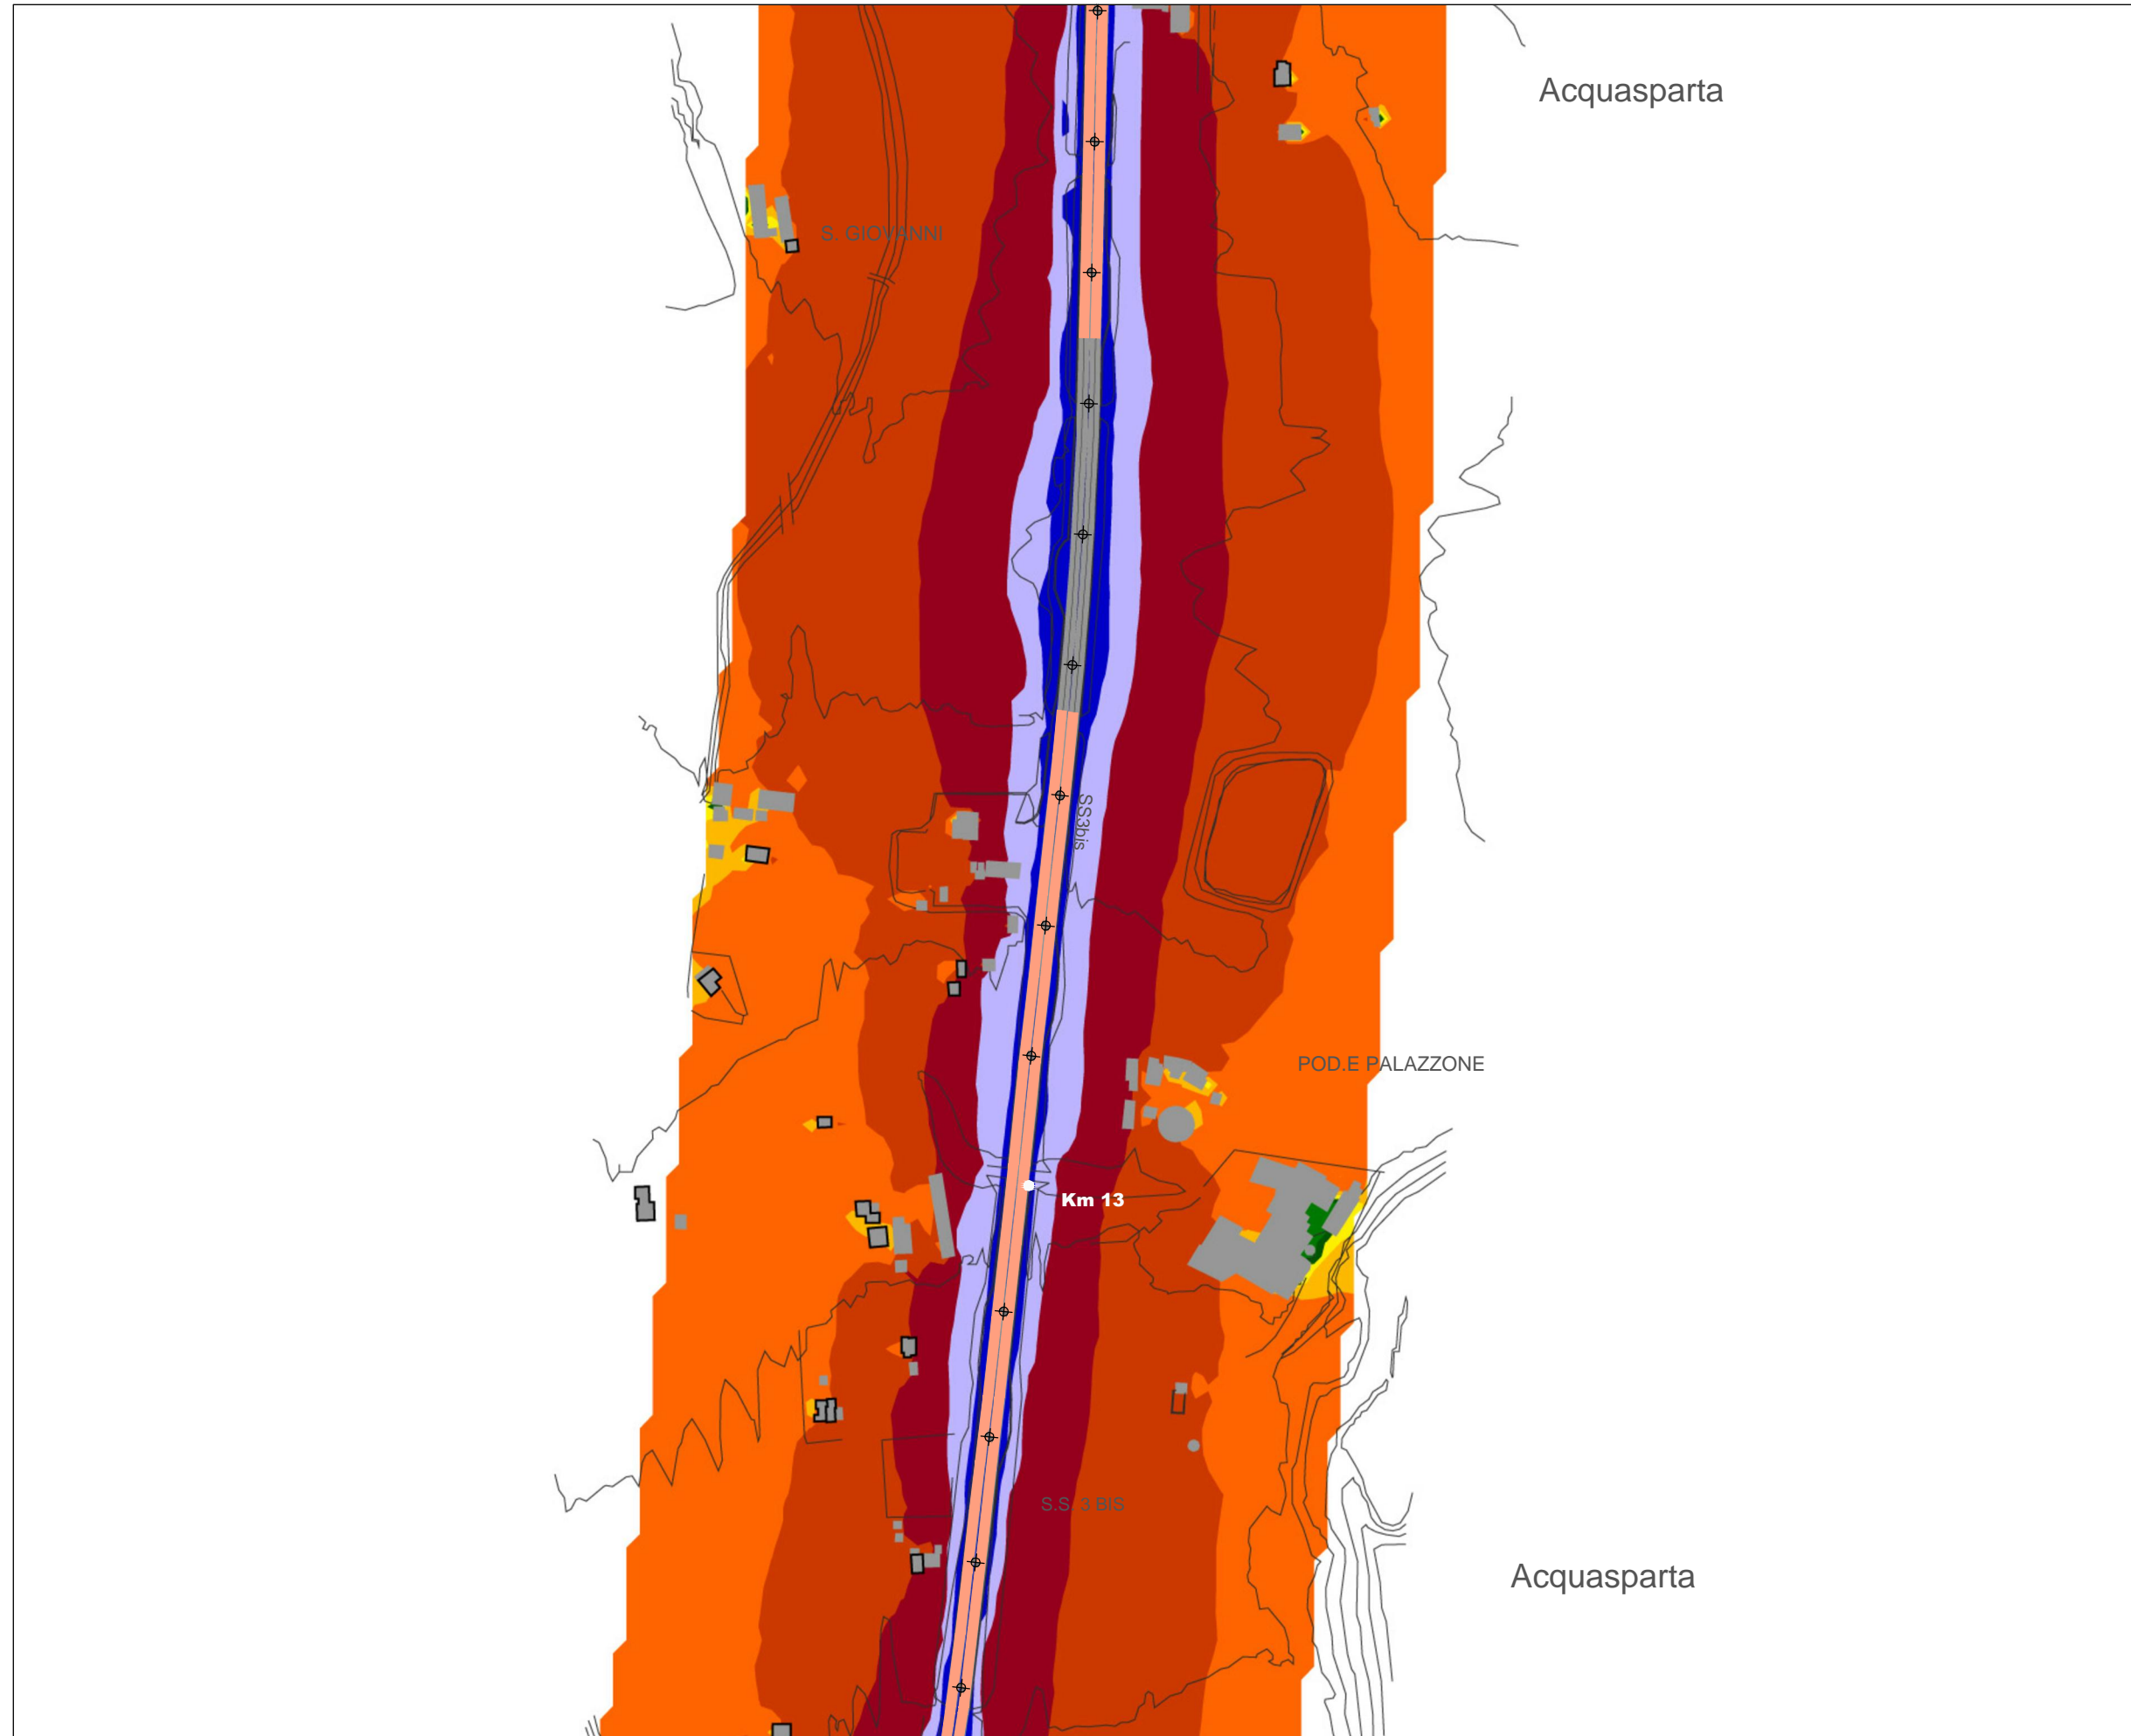 Acquasparta
S. GIOVANNI
SS3bis
POD.E PALAZZONE
Km 13
S.S. 3 BIS
Acquasparta